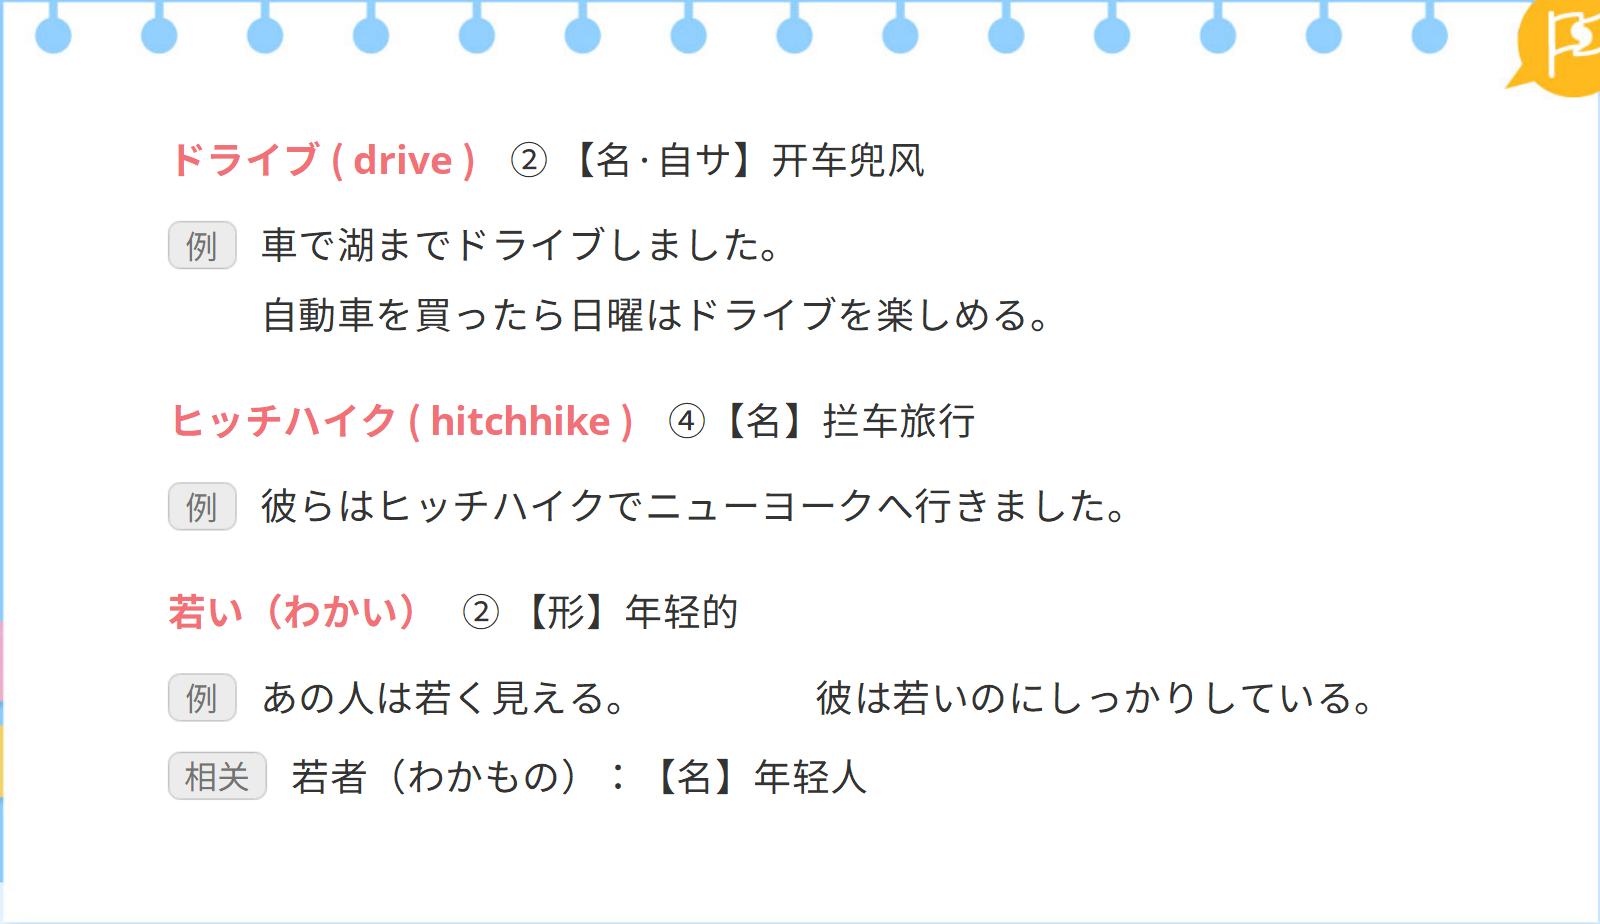 ドライブ ( drive ) ② 【名·自サ】开车兜风
例 車で湖までドライブしました。
自動車を買ったら日曜はドライブを楽しめる。
ヒッチハイク ( hitchhike ) ④【名】拦车旅行
例 彼らはヒッチハイクでニューヨークへ行きました。
若い（わかい） ② 【形】年轻的
例 あの人は若く見える。 彼は若いのにしっかりしている。
相关 若者（わかもの）：【名】年轻人